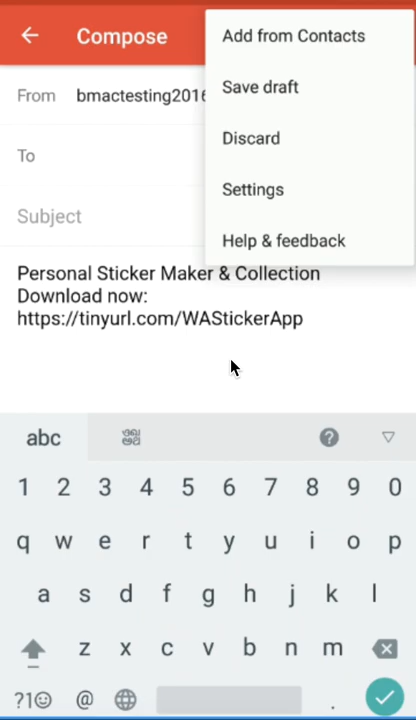 Compose
Add from Contacts
Save draft
Discard
Settings
Help & feedback
From bmactesting2016
To
Subject
Personal Sticker Maker & Collection
Download now:
https://tinyurl.com/WAStickerApp
abc
1 2 3 4 5 6 7 8 9 0
q w e r t y u i o p
a s d f g h j k l
z x c v b n m
?1☺ @ .